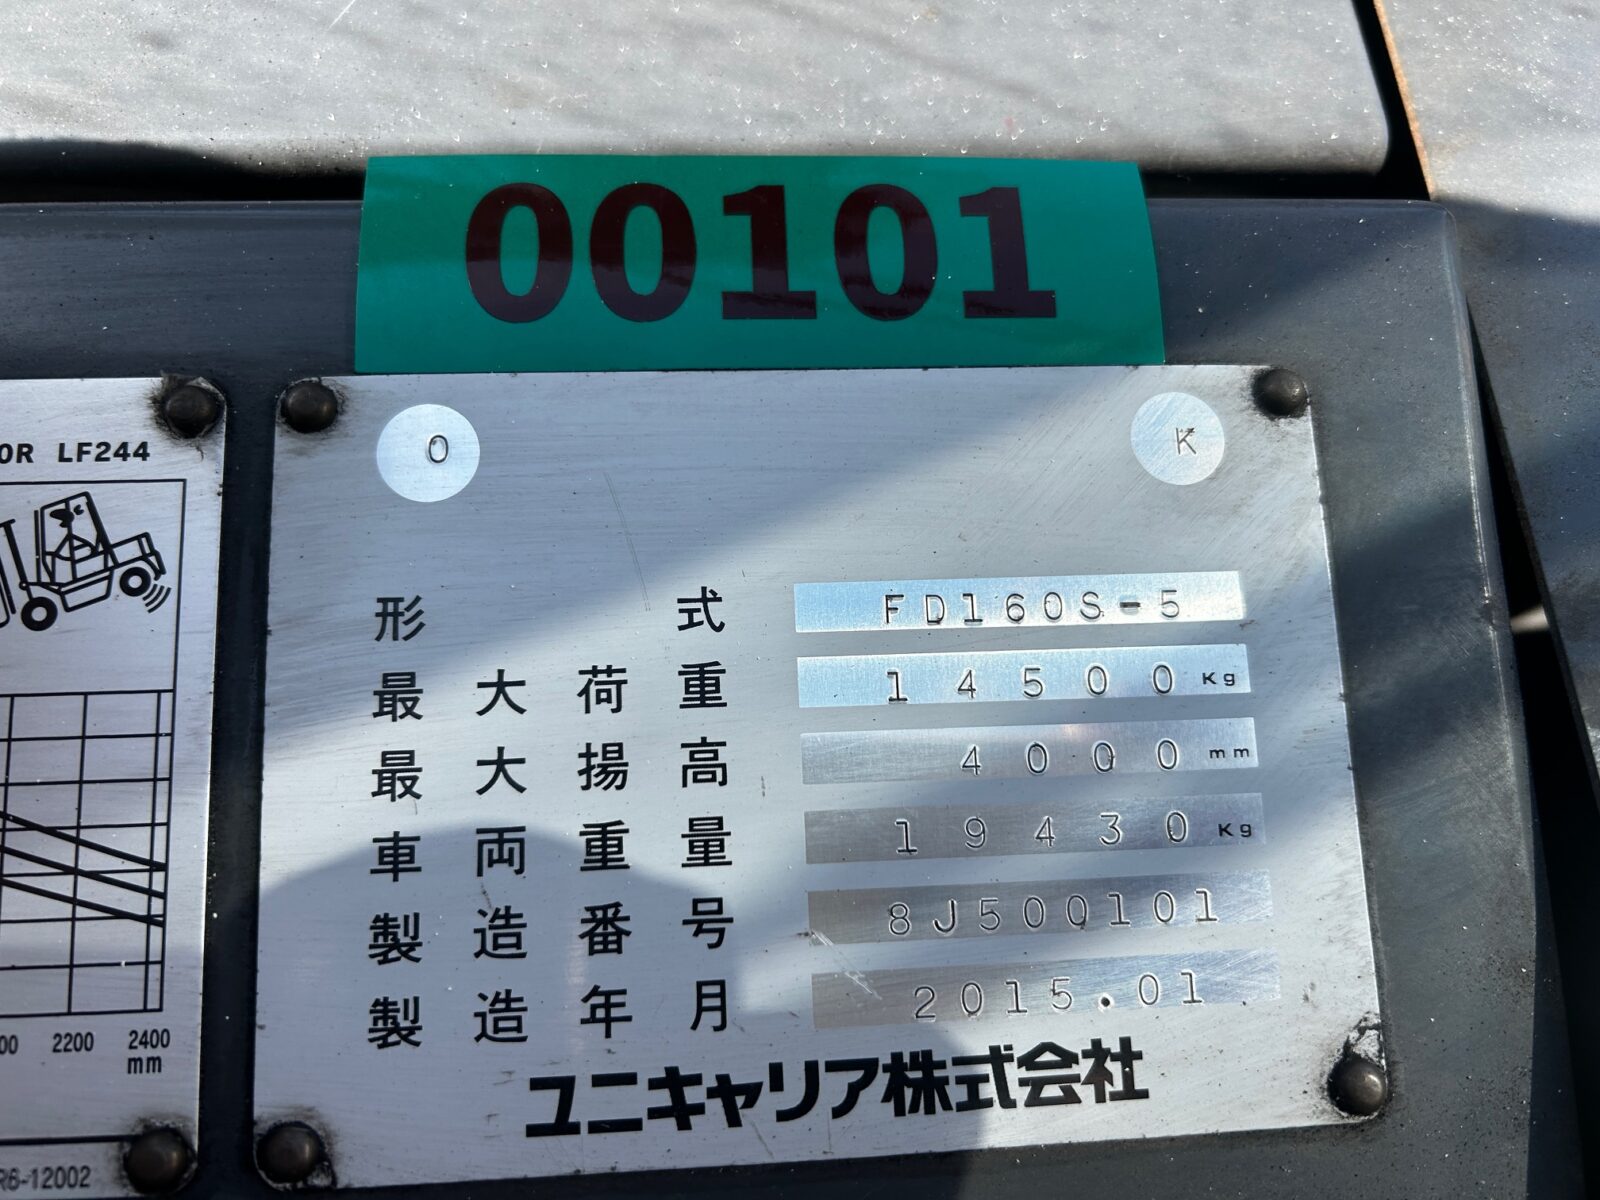 00101
OR LF244
O K
形式 FD160S-5
最大荷重 14500 Kg
最大揚高 4000 mm
車両重量 19430 Kg
製造番号 8J500101
製造年月 2015.01
ユニキャリア株式会社
00 2200 2400
mm
R6-12002